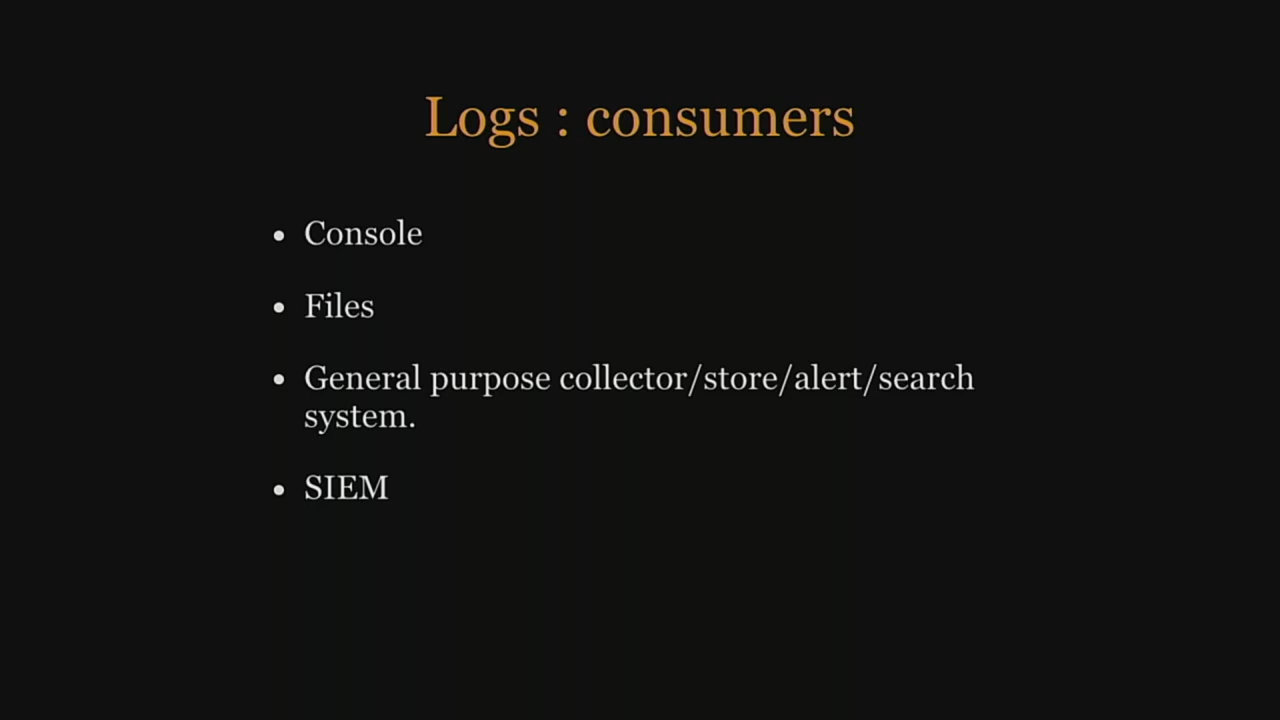 Logs : consumers
• Console
• Files
• General purpose collector/store/alert/search
system.
• SIEM